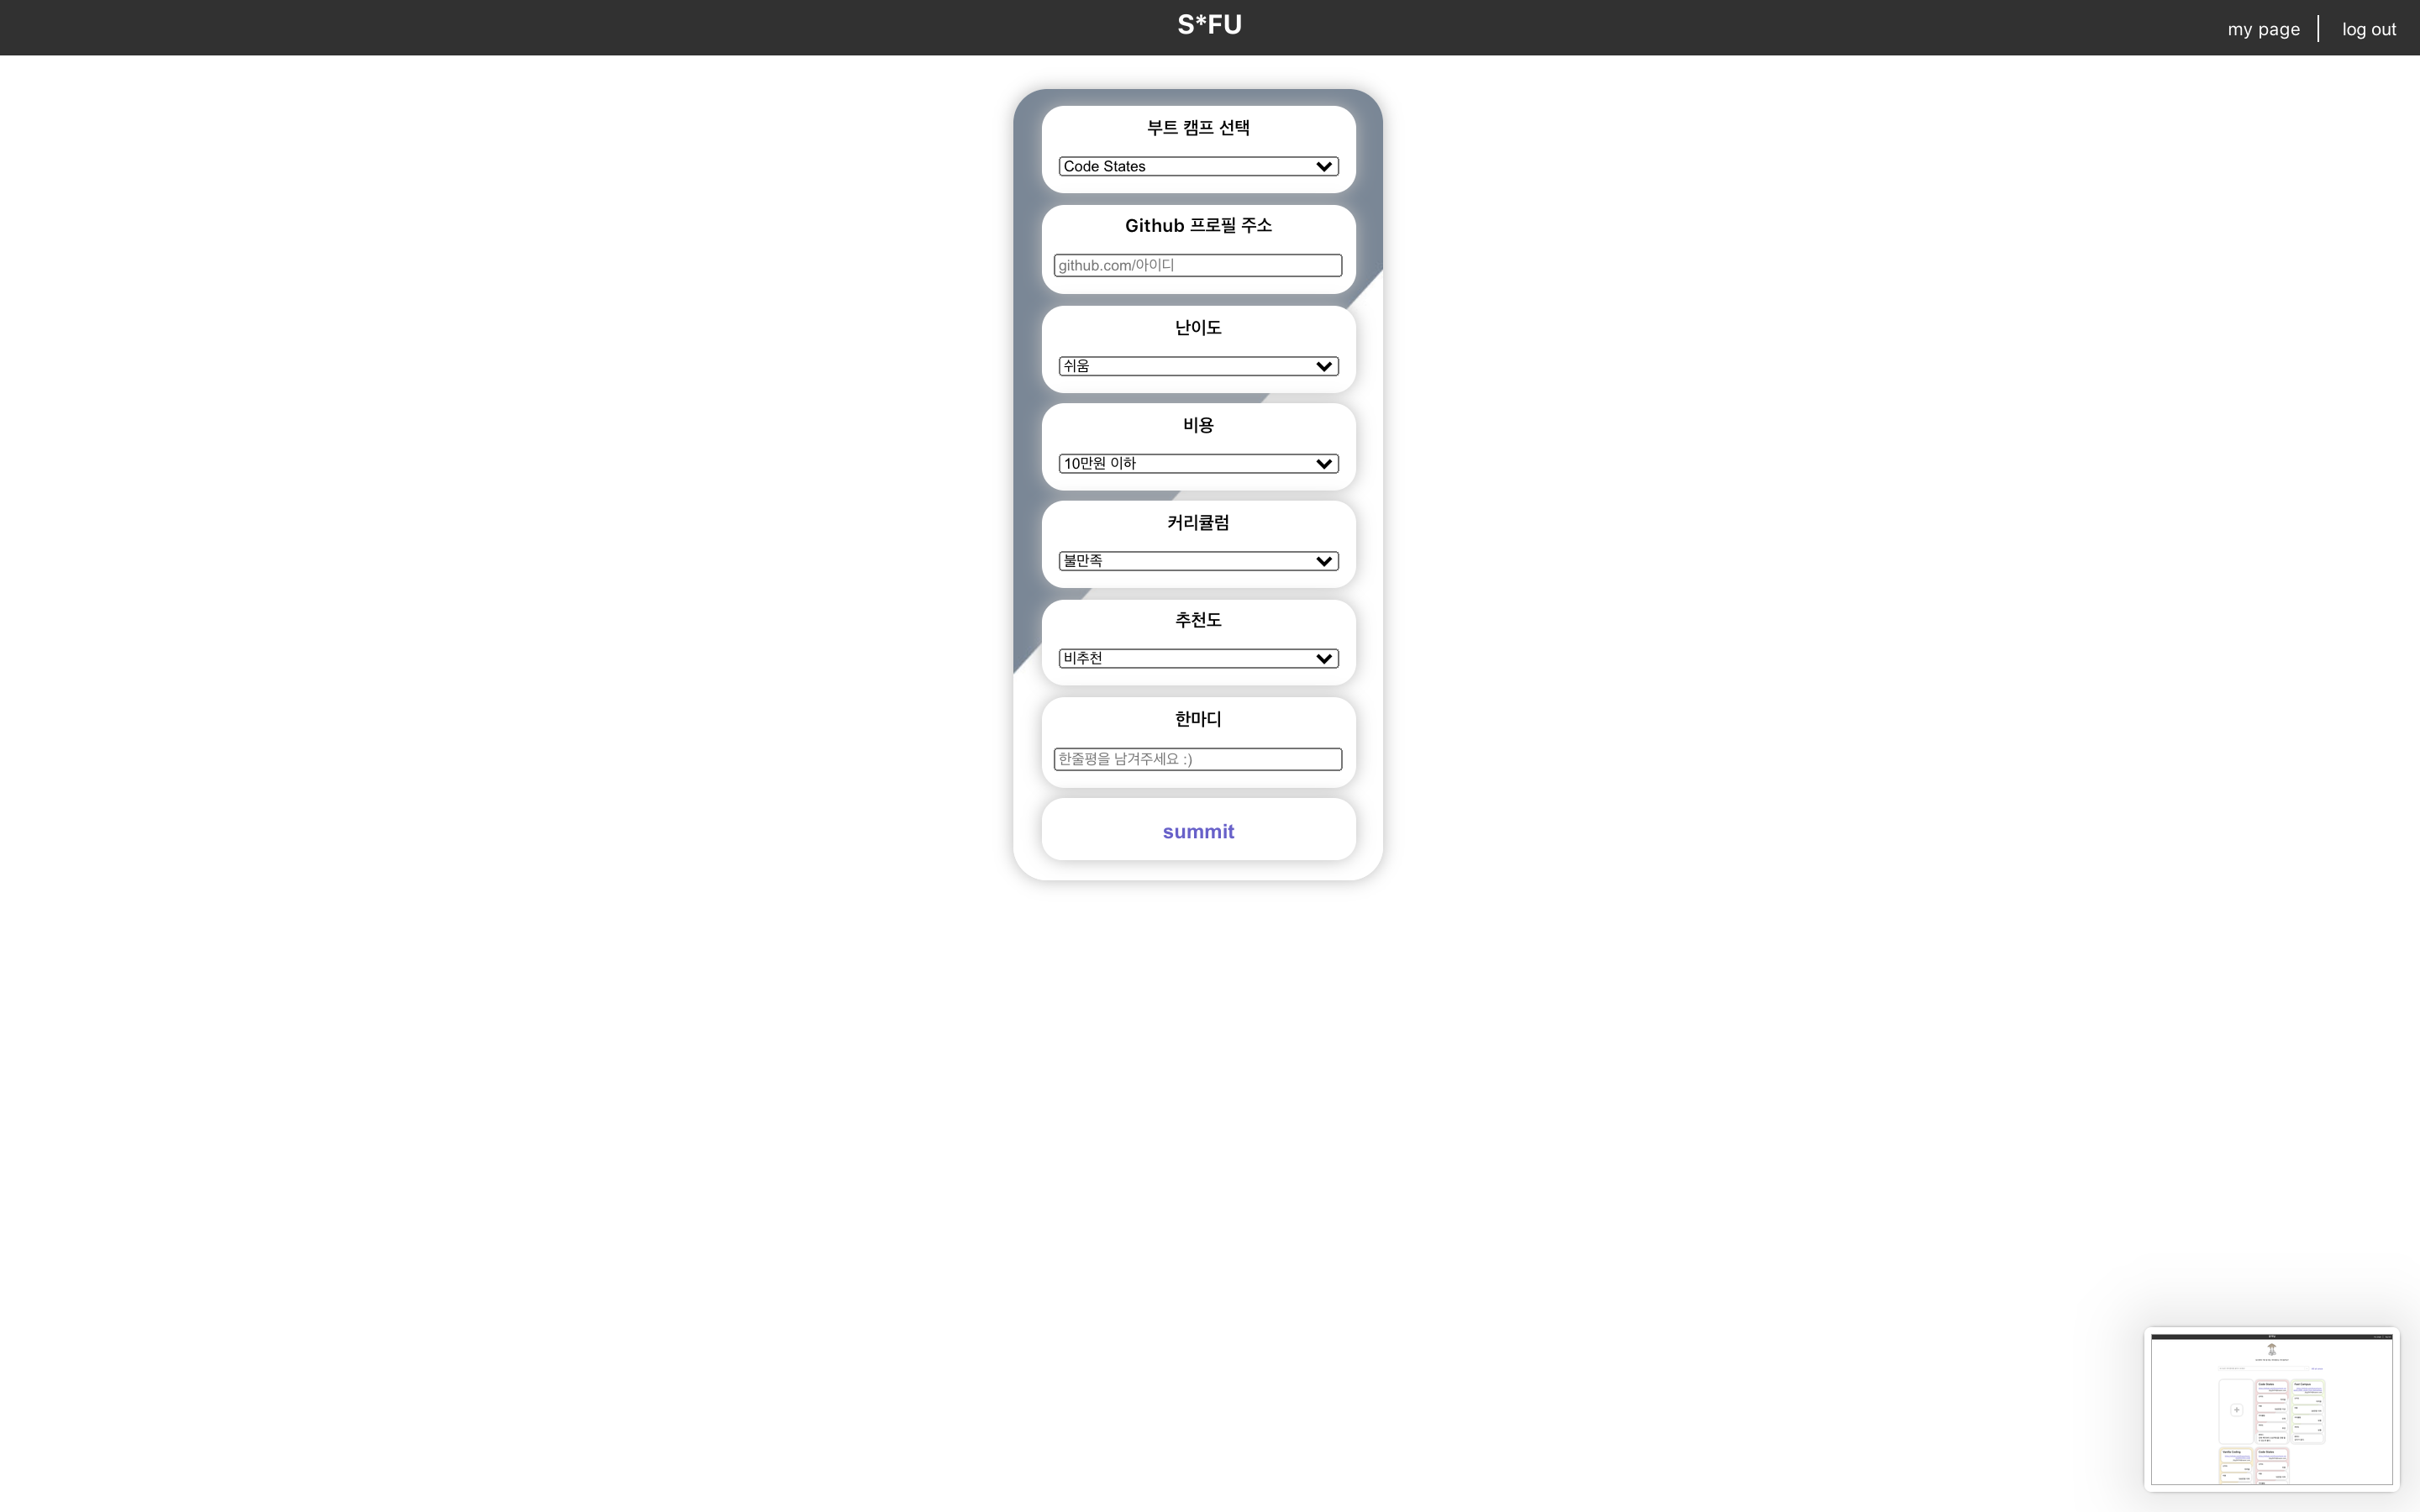 S*FU
my page
log out
부트 캠프 선택
Code States
Github 프로필 주소
github.com/아이디
난이도
쉬움
비용
10만원 이하
커리큘럼
불만족
추천도
비추천
한마디
한줄평을 남겨주세요 :)
summit